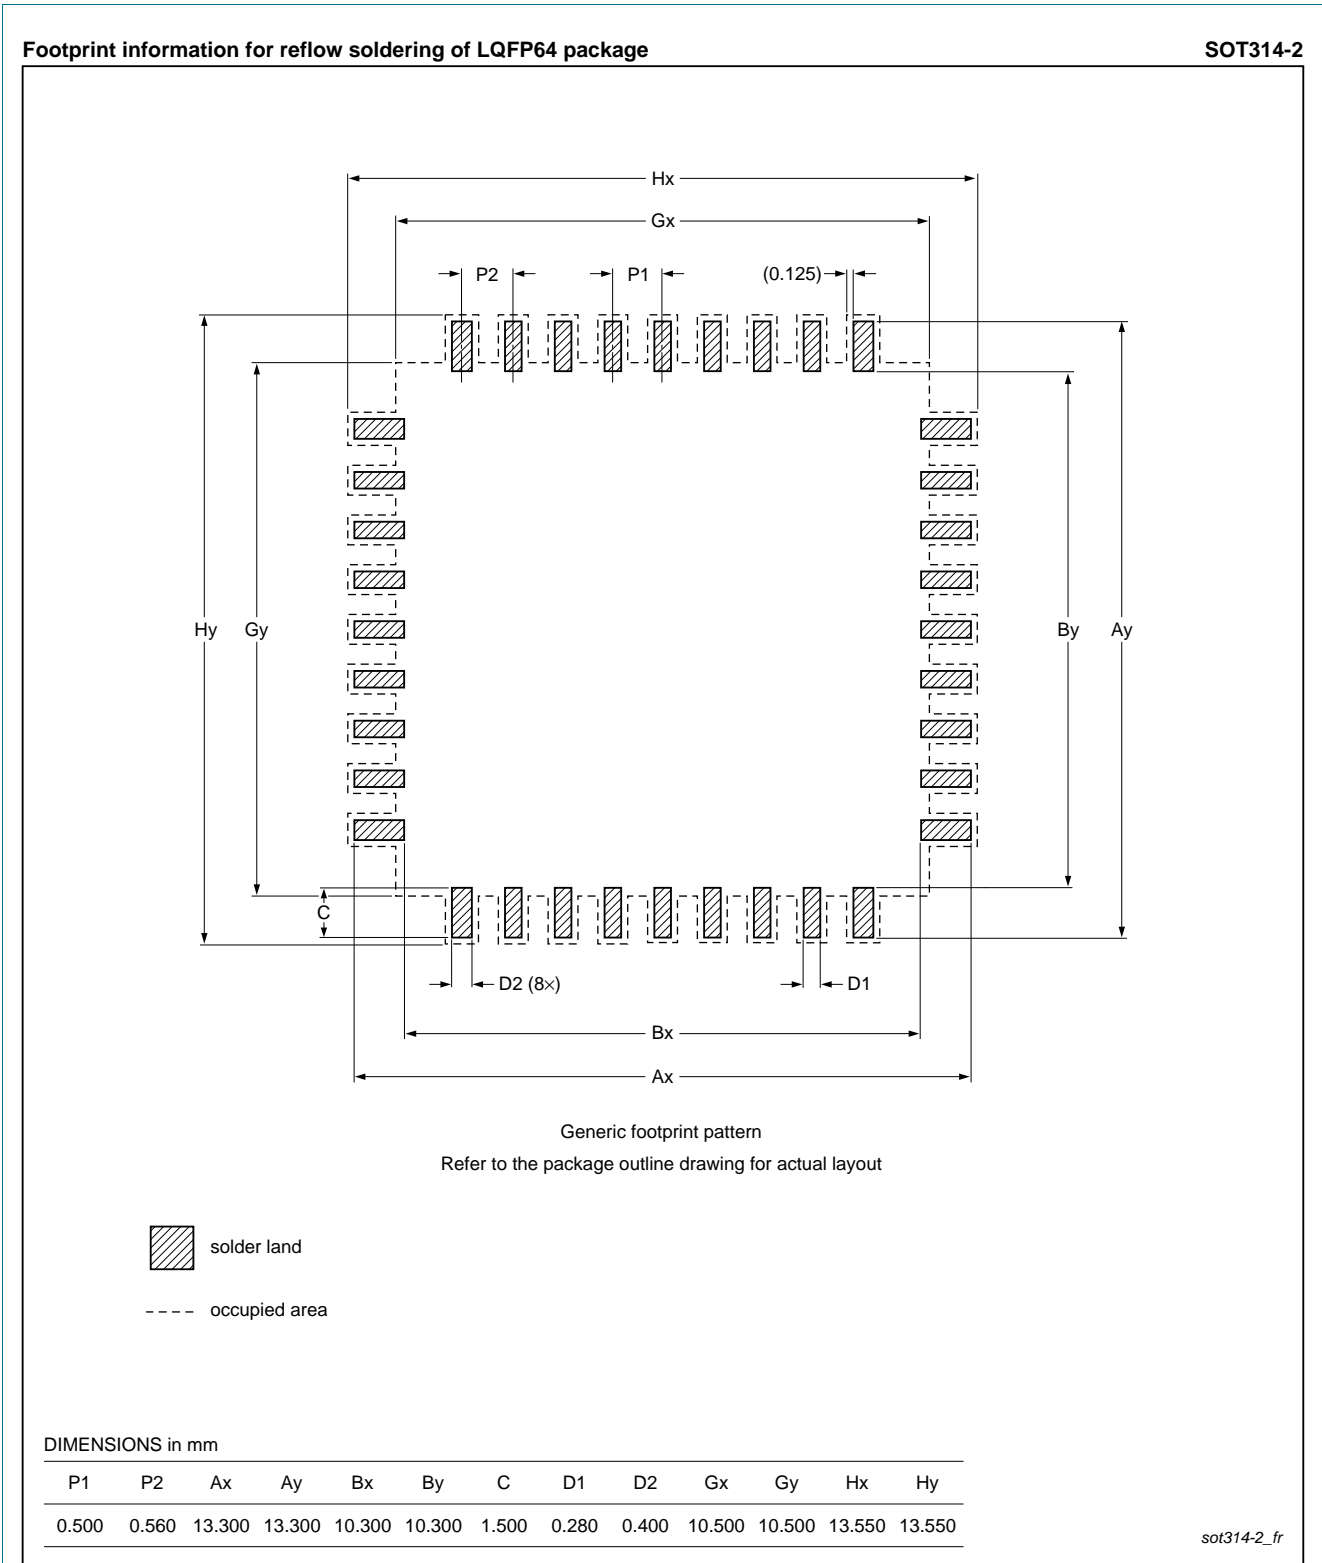 Footprint information for reflow soldering of LQFP64 package SOT314-2
Hx
Gx
P2 P1 (0.125)
Hy Gy By Ay
C
D2 (8×) D1
Bx
Ax
Generic footprint pattern
Refer to the package outline drawing for actual layout
solder land
occupied area
DIMENSIONS in mm
P1 P2 Ax Ay Bx By C D1 D2 Gx Gy Hx Hy
0.500 0.560 13.300 13.300 10.300 10.300 1.500 0.280 0.400 10.500 10.500 13.550 13.550
sot314-2_fr